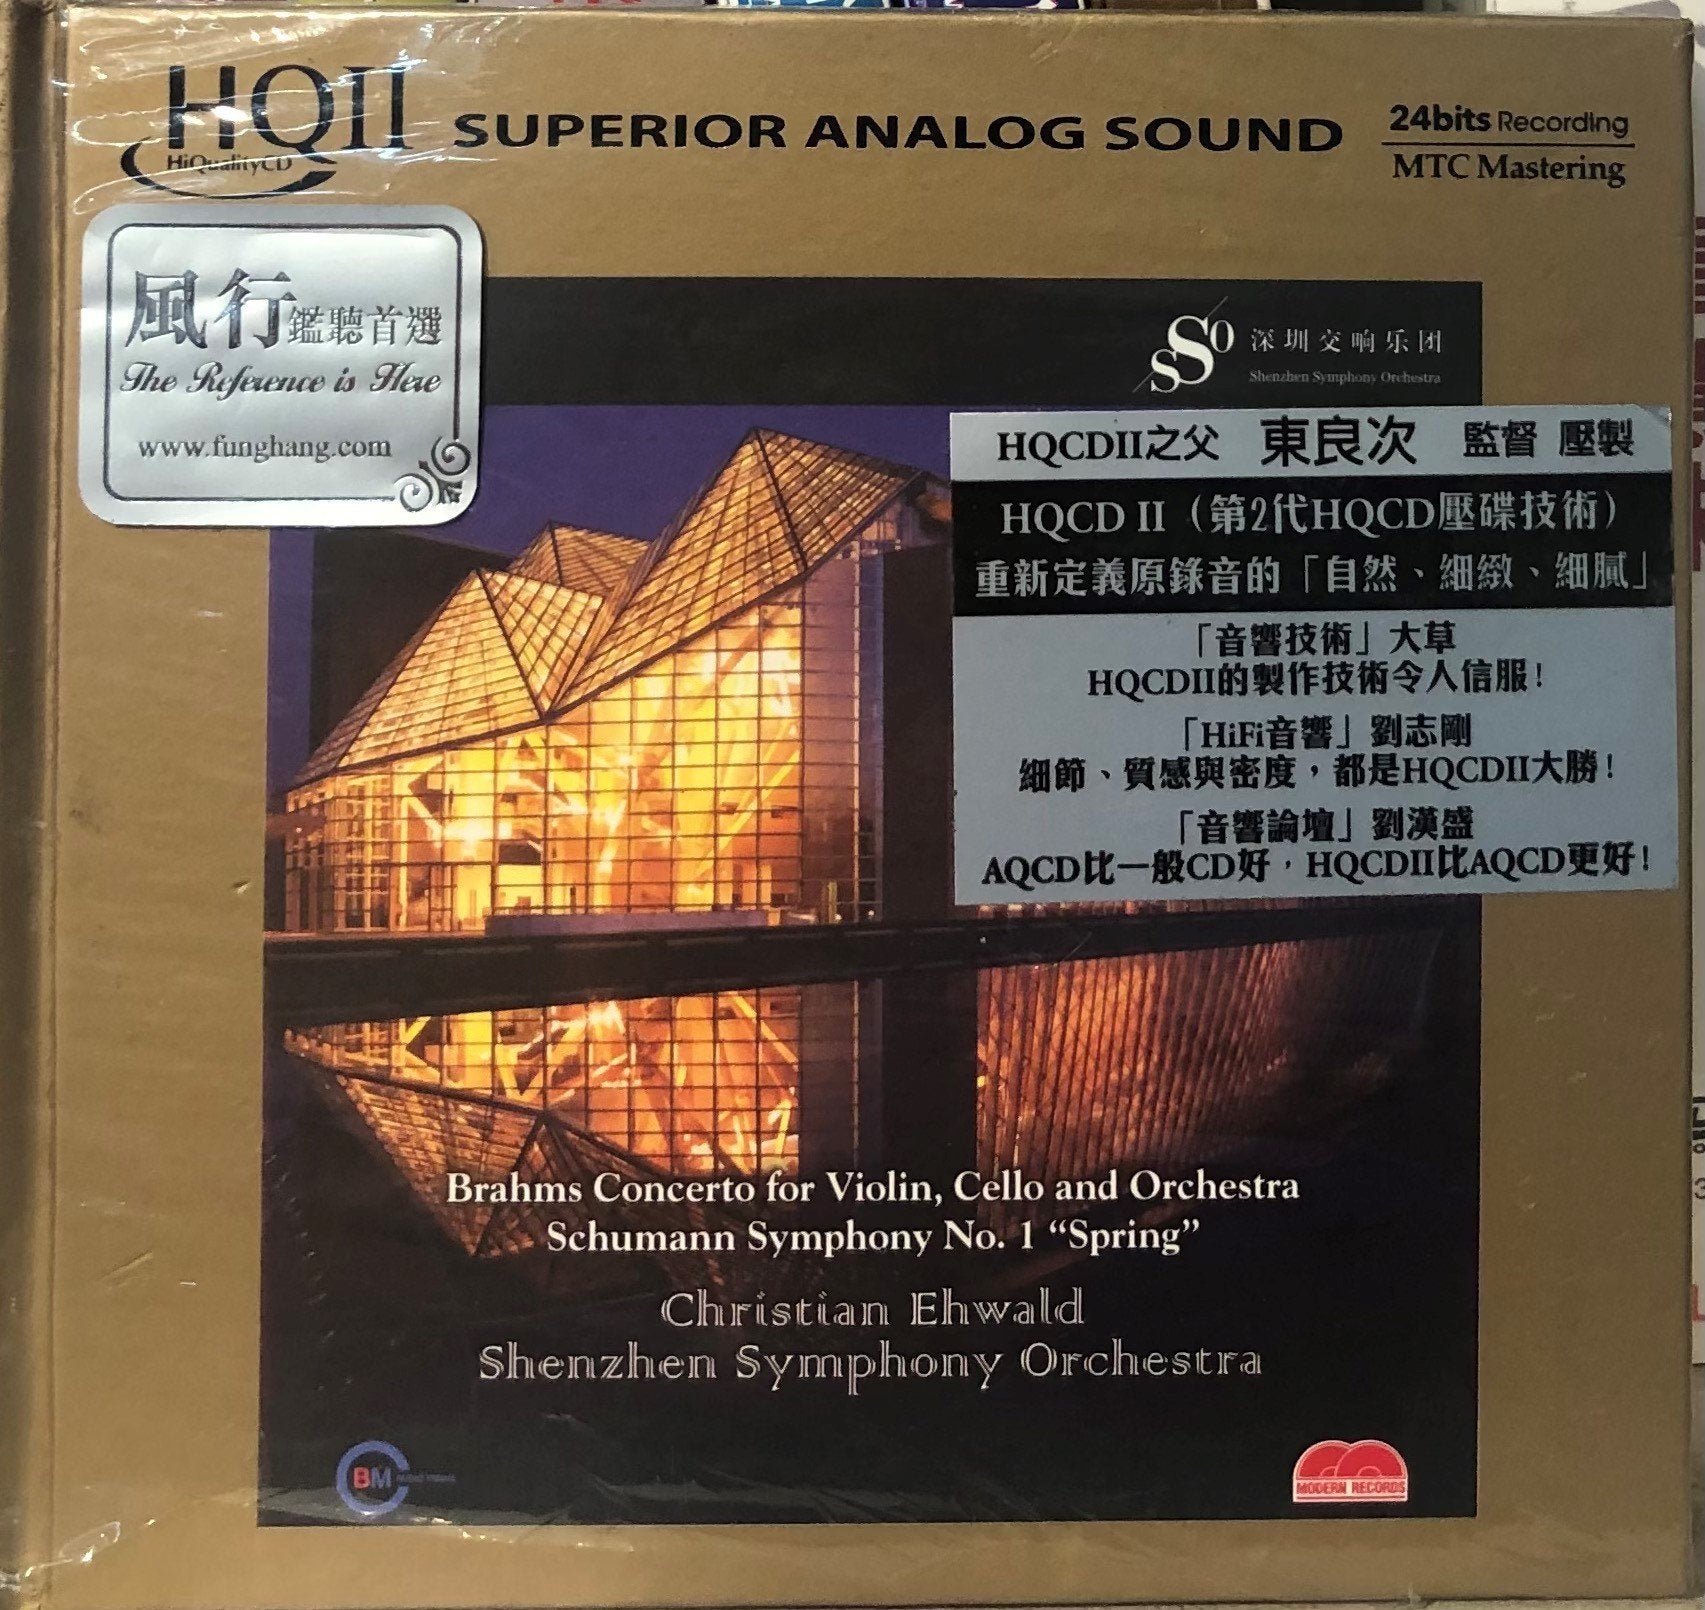 HQII
HiQualityCD
SUPERIOR ANALOG SOUND
24bits Recording
MTC Mastering
風行鑑聽首選
The Reference is Here
www.funghang.com
SSO
深圳交响乐团
Shenzhen Symphony Orchestra
HQCDII之父 東良次 監督 壓製
HQCD II（第2代HQCD壓碟技術）
重新定義原錄音的「自然、細緻、細膩」
「音響技術」大草
HQCDII的製作技術令人信服！
「HiFi音響」劉志剛
細節、質感與密度，都是HQCDII大勝！
「音響論壇」劉漢盛
AQCD比一般CD好，HQCDII比AQCD更好！
Brahms Concerto for Violin, Cello and Orchestra
Schumann Symphony No. 1 “Spring”
Christian Ehwald
Shenzhen Symphony Orchestra
BM
MODERN RECORDS